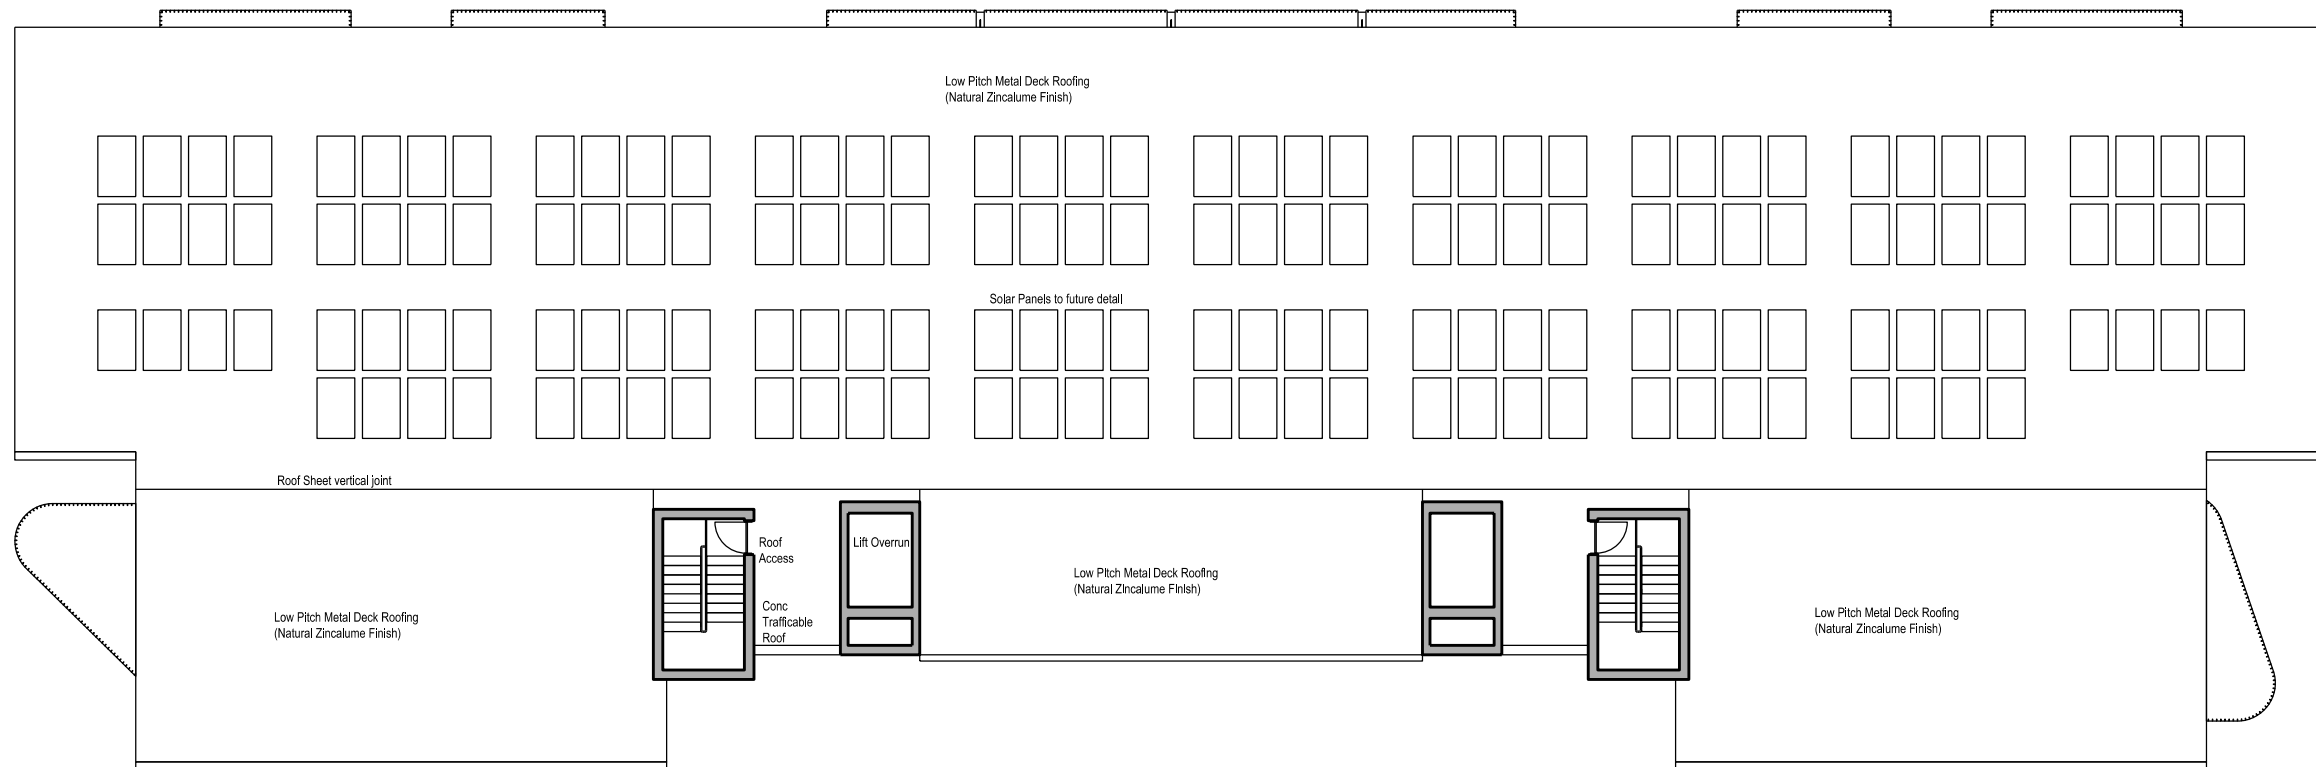 Low Pitch Metal Deck Roofing
(Natural Zincalume Finish)
Solar Panels to future detail
Roof Sheet vertical joint
Roof
Access
Lift Overrun
Conc
Trafficable
Roof
Low Pitch Metal Deck Roofing
(Natural Zincalume Finish)
Low Pitch Metal Deck Roofing
(Natural Zincalume Finish)
Low Pitch Metal Deck Roofing
(Natural Zincalume Finish)